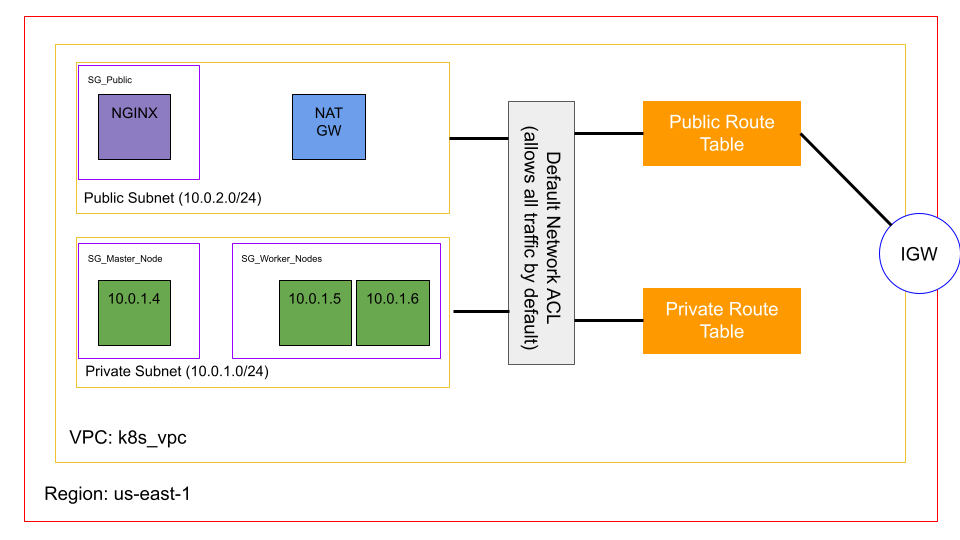 SG_Public
NGINX
NAT
GW
Public Subnet (10.0.2.0/24)
SG_Master_Node
10.0.1.4
SG_Worker_Nodes
10.0.1.5
10.0.1.6
Private Subnet (10.0.1.0/24)
Default Network ACL
(allows all traffic by default)
Public Route
Table
Private Route
Table
IGW
VPC: k8s_vpc
Region: us-east-1